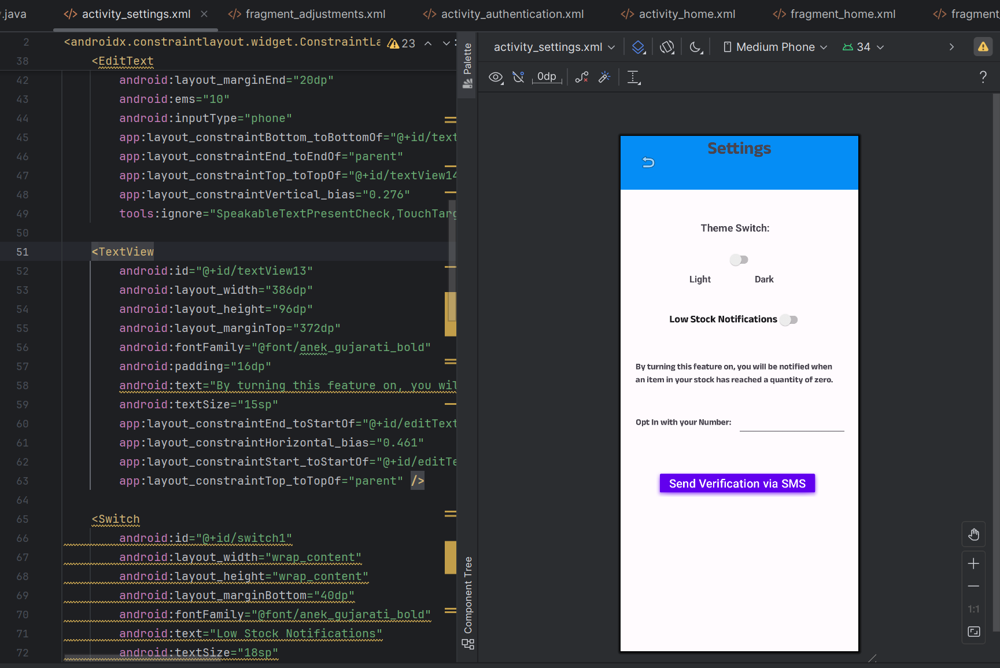 .java
</> activity_settings.xml ×
</> fragment_adjustments.xml
</> activity_authentication.xml
</> activity_home.xml
</> fragment_home.xml
</> fragment
2 <androidx.constraintlayout.widget.ConstraintLa 23
38 <EditText
42 android:layout_marginEnd="20dp"
43 android:ems="10"
44 android:inputType="phone"
45 app:layout_constraintBottom_toBottomOf="@+id/text
46 app:layout_constraintEnd_toEndOf="parent"
47 app:layout_constraintTop_toTopOf="@+id/textView14
48 app:layout_constraintVertical_bias="0.276"
49 tools:ignore="SpeakableTextPresentCheck,TouchTarg
50
51 <TextView
52 android:id="@+id/textView13"
53 android:layout_width="386dp"
54 android:layout_height="96dp"
55 android:layout_marginTop="372dp"
56 android:fontFamily="@font/anek_gujarati_bold"
57 android:padding="16dp"
58 android:text="By turning this feature on, you wil
59 android:textSize="15sp"
60 app:layout_constraintEnd_toStartOf="@+id/editText
61 app:layout_constraintHorizontal_bias="0.461"
62 app:layout_constraintStart_toStartOf="@+id/editTe
63 app:layout_constraintTop_toTopOf="parent" />
64
65 <Switch
66 android:id="@+id/switch1"
67 android:layout_width="wrap_content"
68 android:layout_height="wrap_content"
69 android:layout_marginBottom="40dp"
70 android:fontFamily="@font/anek_gujarati_bold"
71 android:text="Low Stock Notifications"
72 android:textSize="18sp"
Palette
Component Tree
activity_settings.xml
Medium Phone
34
0dp
?
Settings
Theme Switch:
Light
Dark
Low Stock Notifications
By turning this feature on, you will be notified when
an item in your stock has reached a quantity of zero.
Opt In with your Number:
Send Verification via SMS
1:1